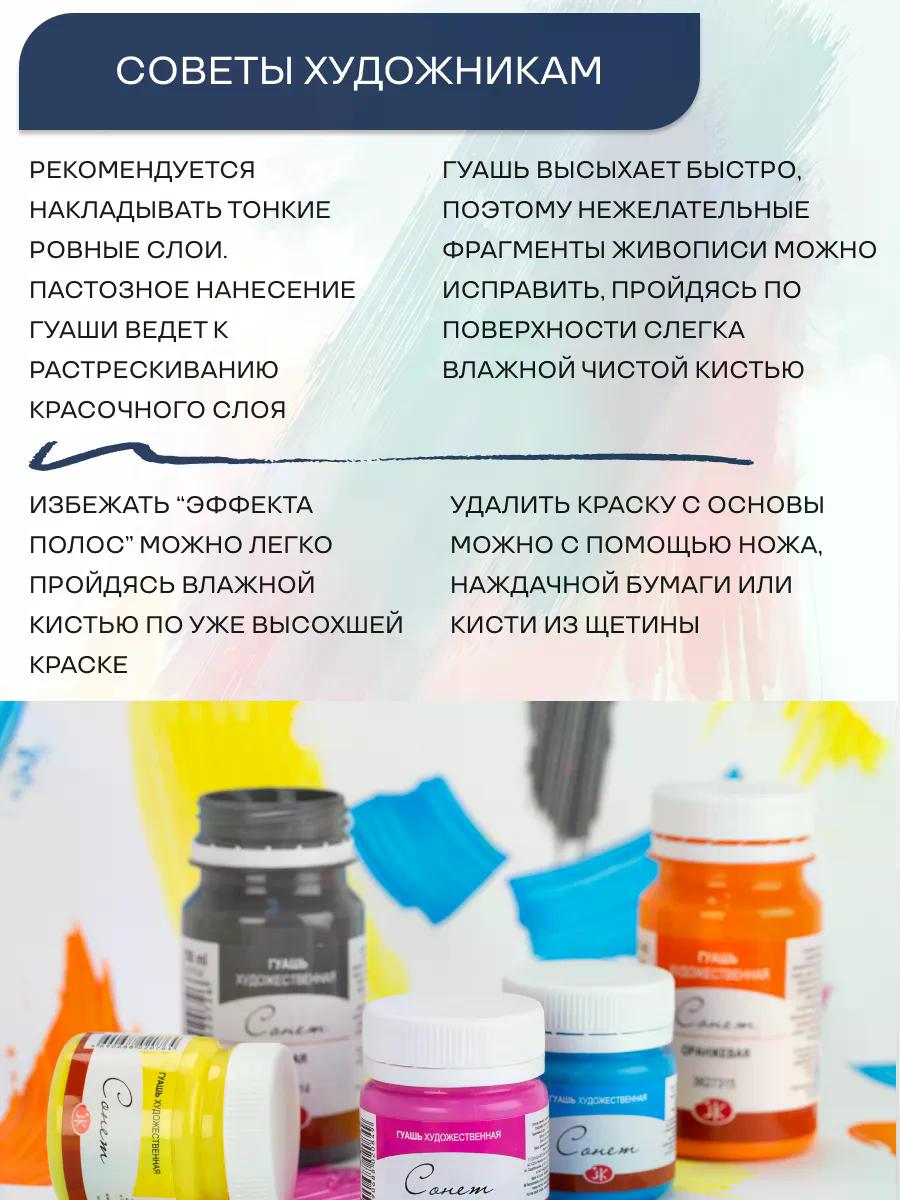 СОВЕТЫ ХУДОЖНИКАМ
РЕКОМЕНДУЕТСЯ
НАКЛАДЫВАТЬ ТОНКИЕ
РОВНЫЕ СЛОИ.
ПАСТОЗНОЕ НАНЕСЕНИЕ
ГУАШИ ВЕДЕТ К
РАСТРЕСКИВАНИЮ
КРАСОЧНОГО СЛОЯ
ГУАШЬ ВЫСЫХАЕТ БЫСТРО,
ПОЭТОМУ НЕЖЕЛАТЕЛЬНЫЕ
ФРАГМЕНТЫ ЖИВОПИСИ МОЖНО
ИСПРАВИТЬ, ПРОЙДЯСЬ ПО
ПОВЕРХНОСТИ СЛЕГКА
ВЛАЖНОЙ ЧИСТОЙ КИСТЬЮ
ИЗБЕЖАТЬ “ЭФФЕКТА
ПОЛОС” МОЖНО ЛЕГКО
ПРОЙДЯСЬ ВЛАЖНОЙ
КИСТЬЮ ПО УЖЕ ВЫСОХШЕЙ
КРАСКЕ
УДАЛИТЬ КРАСКУ С ОСНОВЫ
МОЖНО С ПОМОЩЬЮ НОЖА,
НАЖДАЧНОЙ БУМАГИ ИЛИ
КИСТИ ИЗ ЩЕТИНЫ
ГУАШЬ
ХУДОЖЕСТВЕННАЯ
Сонет
ГУАШЬ
ХУДОЖЕСТВЕННАЯ
Сонет
ОРАНЖЕВАЯ
ГУАШЬ ХУДОЖЕСТВЕННАЯ
Сонет
ГУАШЬ ХУДОЖЕСТВЕННАЯ
Сонет
ГУАШЬ ХУДОЖЕСТВЕННАЯ
Сонет